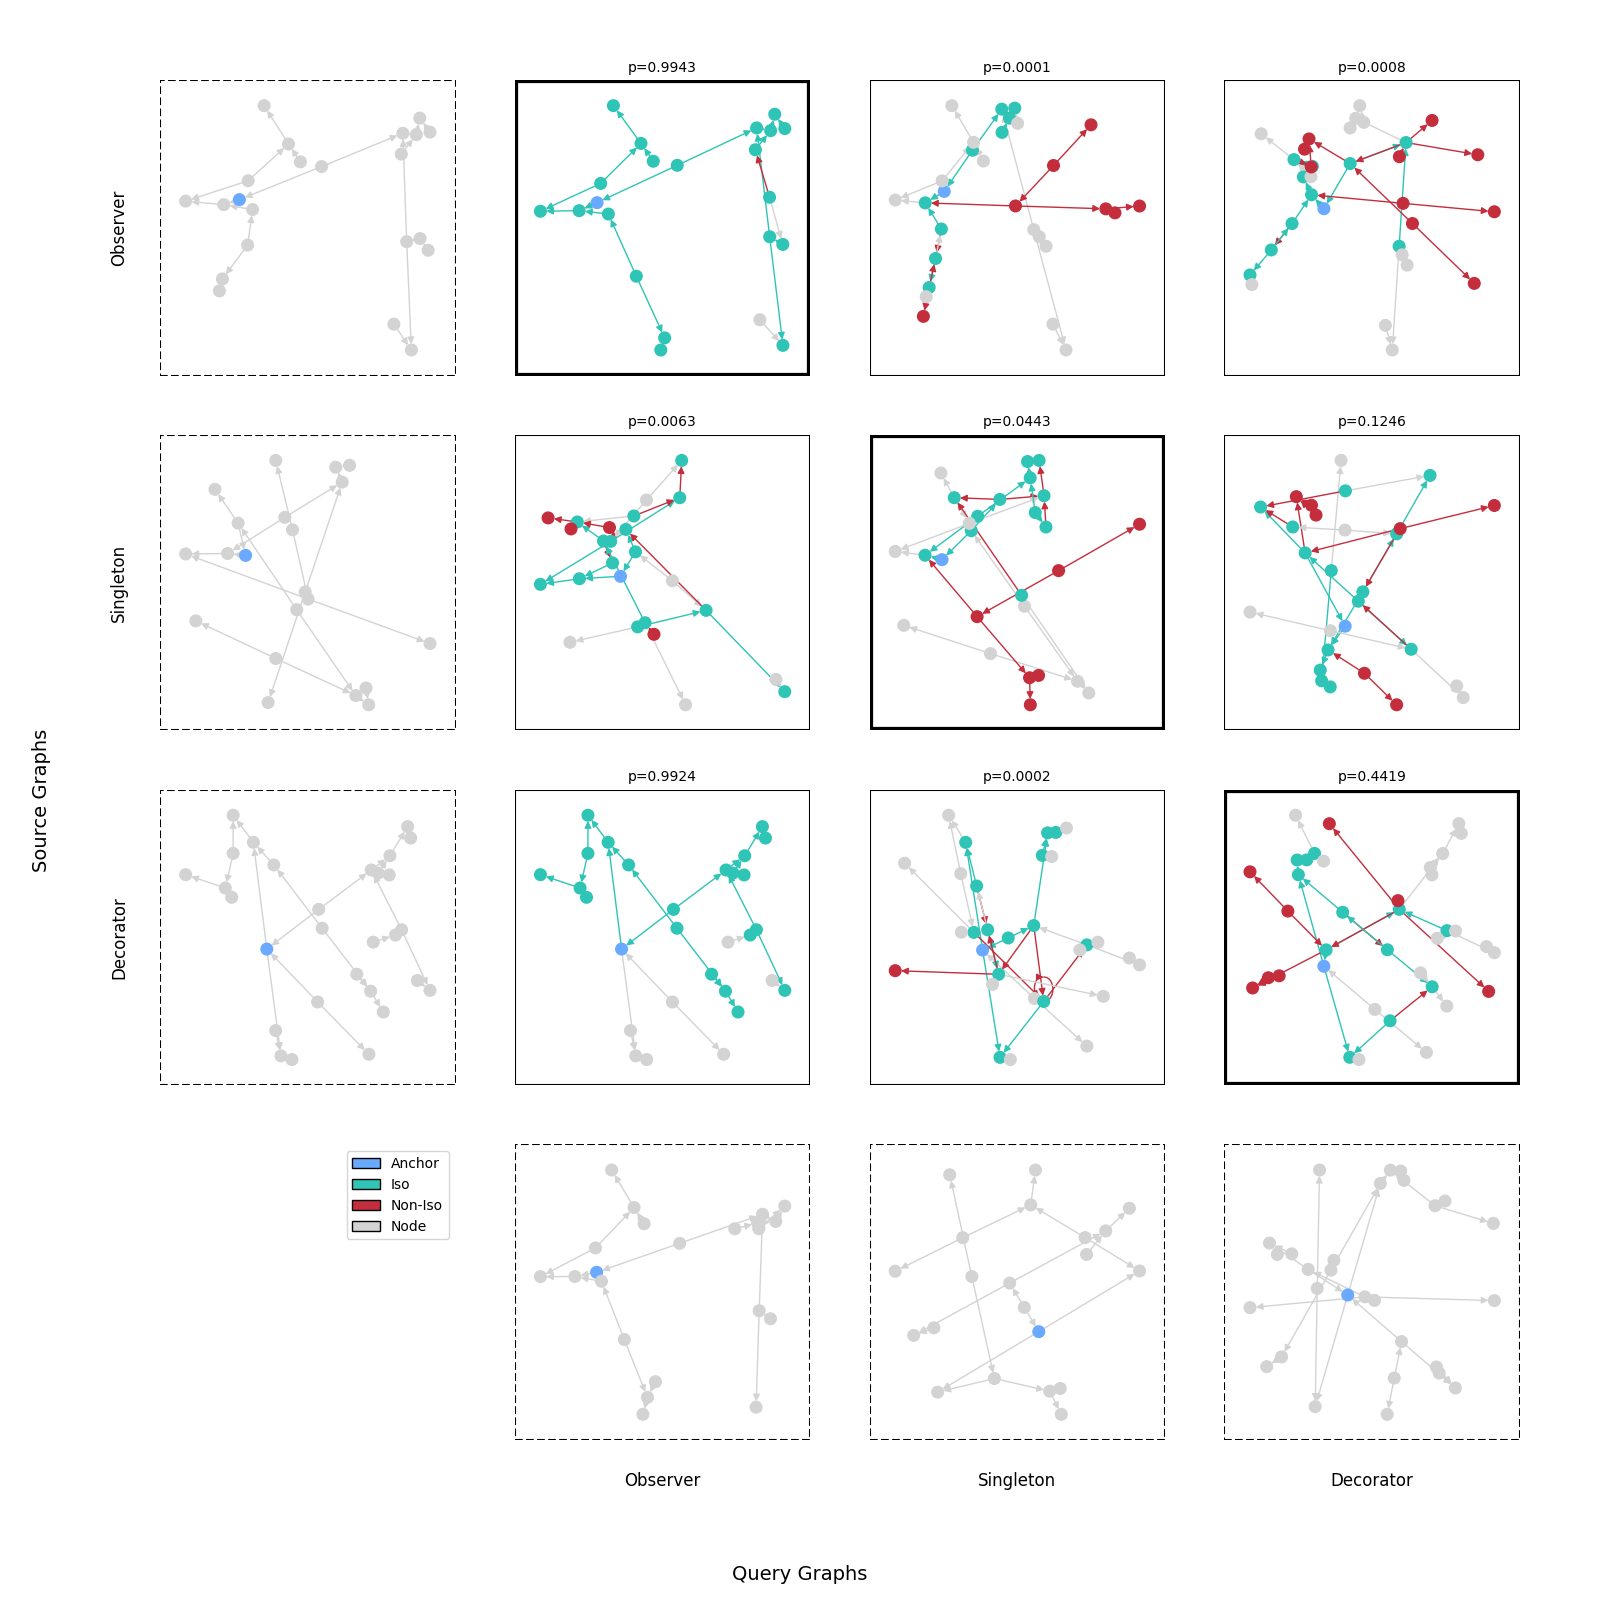 p=0.9943
p=0.0001
p=0.0008
Observer
p=0.0063
p=0.0443
p=0.1246
Singleton
Source Graphs
p=0.9924
p=0.0002
p=0.4419
Decorator
Anchor
Iso
Non-Iso
Node
Observer
Singleton
Decorator
Query Graphs